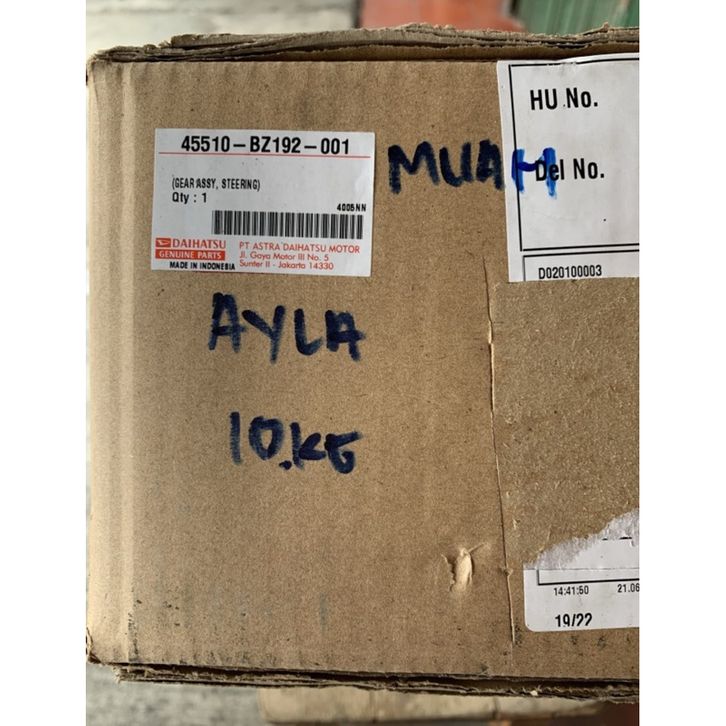 45510-BZ192-001
(GEAR ASSY, STEERING)
Qty : 1
4005NN
DAIHATSU
GENUINE PARTS
MADE IN INDONESIA
PT ASTRA DAIHATSU MOTOR
Jl. Gaya Motor III No. 5
Sunter II - Jakarta 14330
MUAH
HU No.
Del No.
D020100003
AYLA
10.KG
14:41:50 21.06
19/22